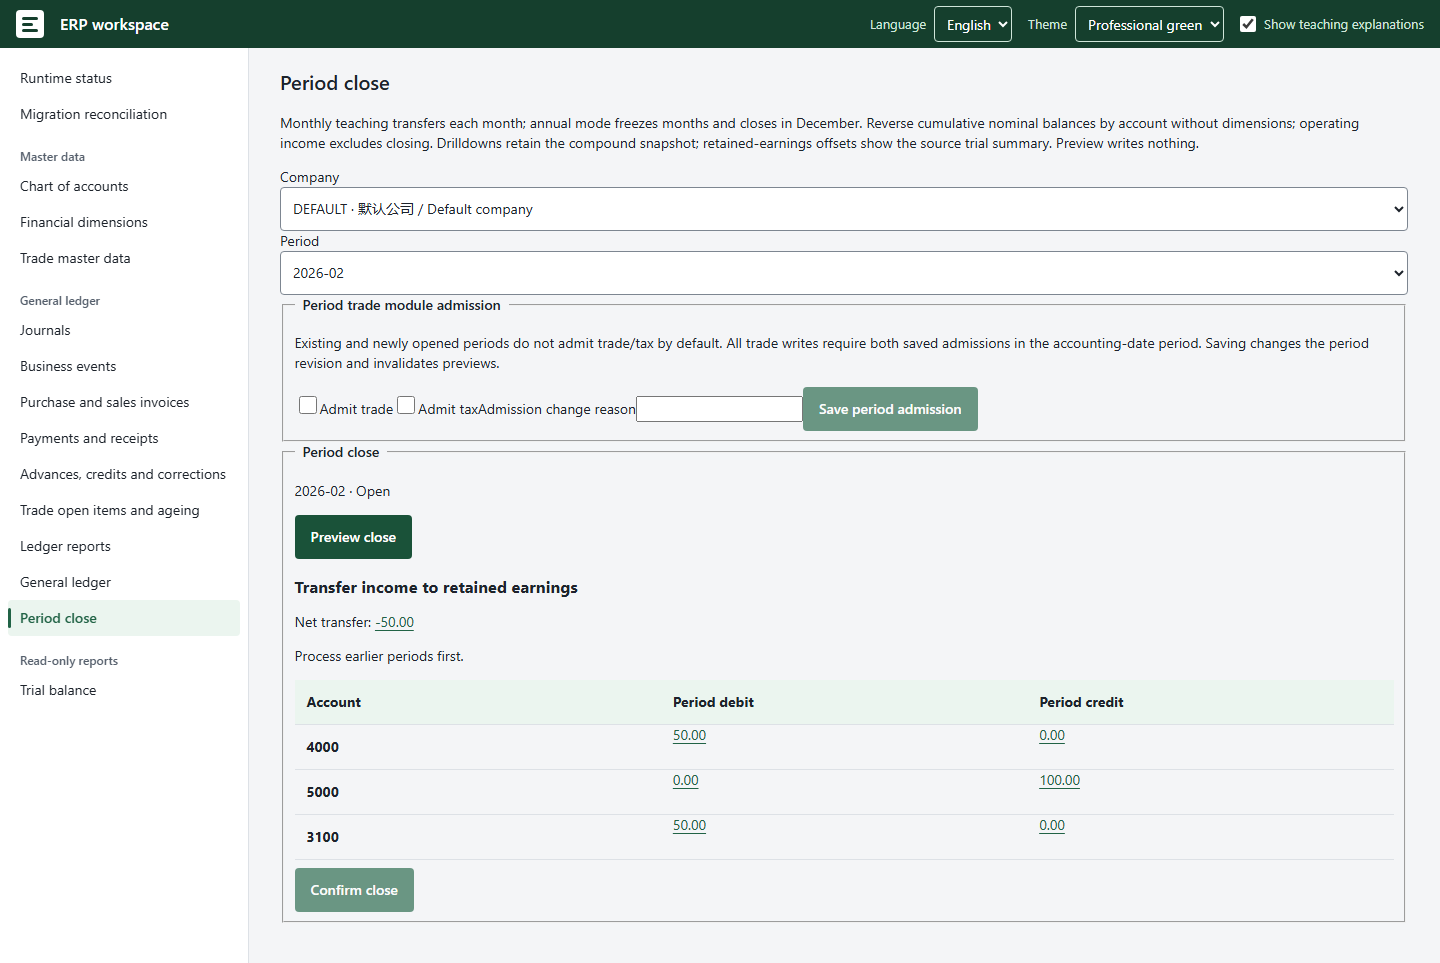 ERP workspace
Language English Theme Professional green Show teaching explanations
Runtime status
Migration reconciliation
Master data
Chart of accounts
Financial dimensions
Trade master data
General ledger
Journals
Business events
Purchase and sales invoices
Payments and receipts
Advances, credits and corrections
Trade open items and ageing
Ledger reports
General ledger
Period close
Read-only reports
Trial balance
Period close
Monthly teaching transfers each month; annual mode freezes months and closes in December. Reverse cumulative nominal balances by account without dimensions; operating
income excludes closing. Drilldowns retain the compound snapshot; retained-earnings offsets show the source trial summary. Preview writes nothing.
Company
DEFAULT · 默认公司 / Default company
Period
2026-02
Period trade module admission
Existing and newly opened periods do not admit trade/tax by default. All trade writes require both saved admissions in the accounting-date period. Saving changes the period
revision and invalidates previews.
Admit trade Admit taxAdmission change reason Save period admission
Period close
2026-02 · Open
Preview close
Transfer income to retained earnings
Net transfer: -50.00
Process earlier periods first.
Account Period debit Period credit
4000 50.00 0.00
5000 0.00 100.00
3100 50.00 0.00
Confirm close